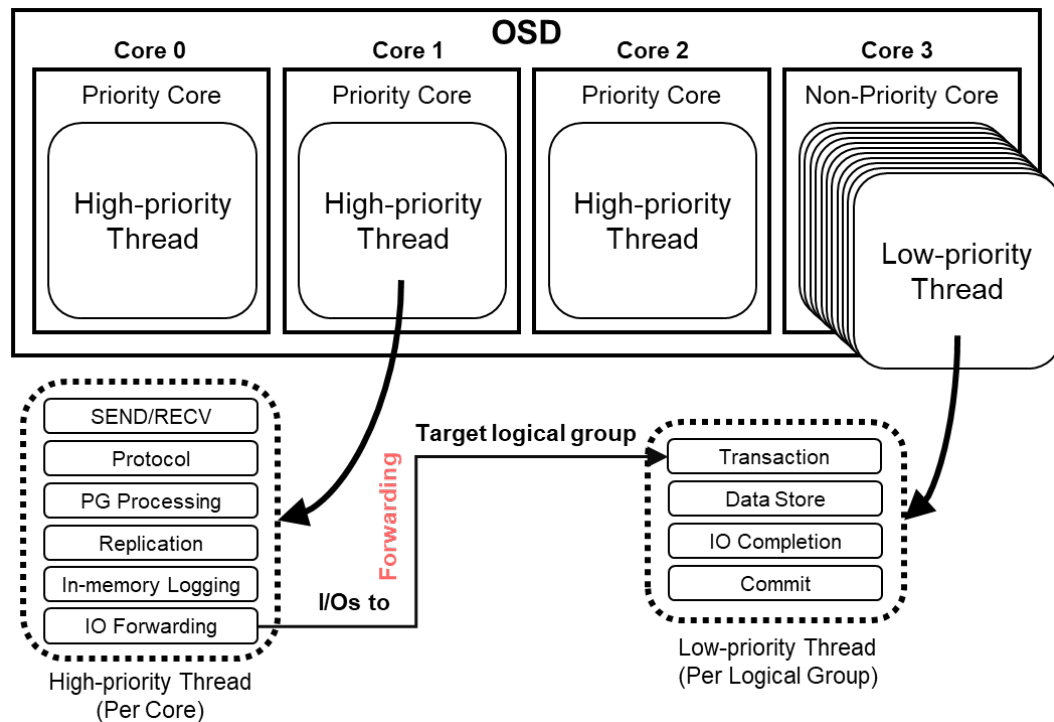 OSD
Core 0
Core 1
Core 2
Core 3
Priority Core
Priority Core
Priority Core
Non-Priority Core
High-priority
Thread
High-priority
Thread
High-priority
Thread
Low-priority
Thread
SEND/RECV
Protocol
PG Processing
Replication
In-memory Logging
IO Forwarding
High-priority Thread
(Per Core)
I/Os to
Forwarding
Target logical group
Transaction
Data Store
IO Completion
Commit
Low-priority Thread
(Per Logical Group)